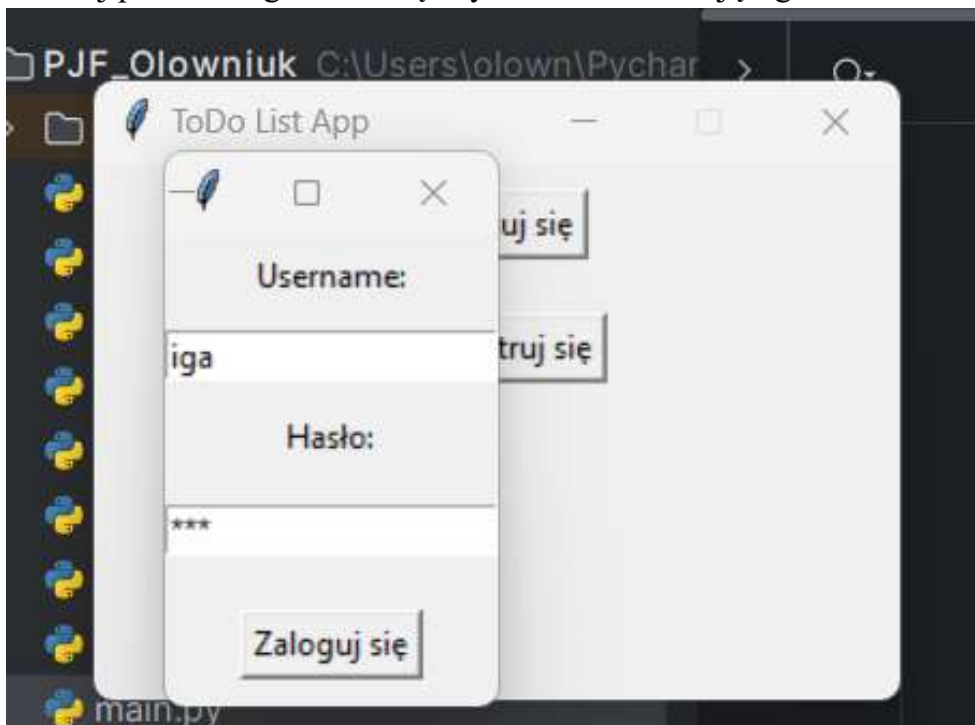 PJF_Olowniuk C:\Users\olown\Pychar
ToDo List App
uj się
Username:
iga
truj się
Hasło:
***
Zaloguj się
main.py